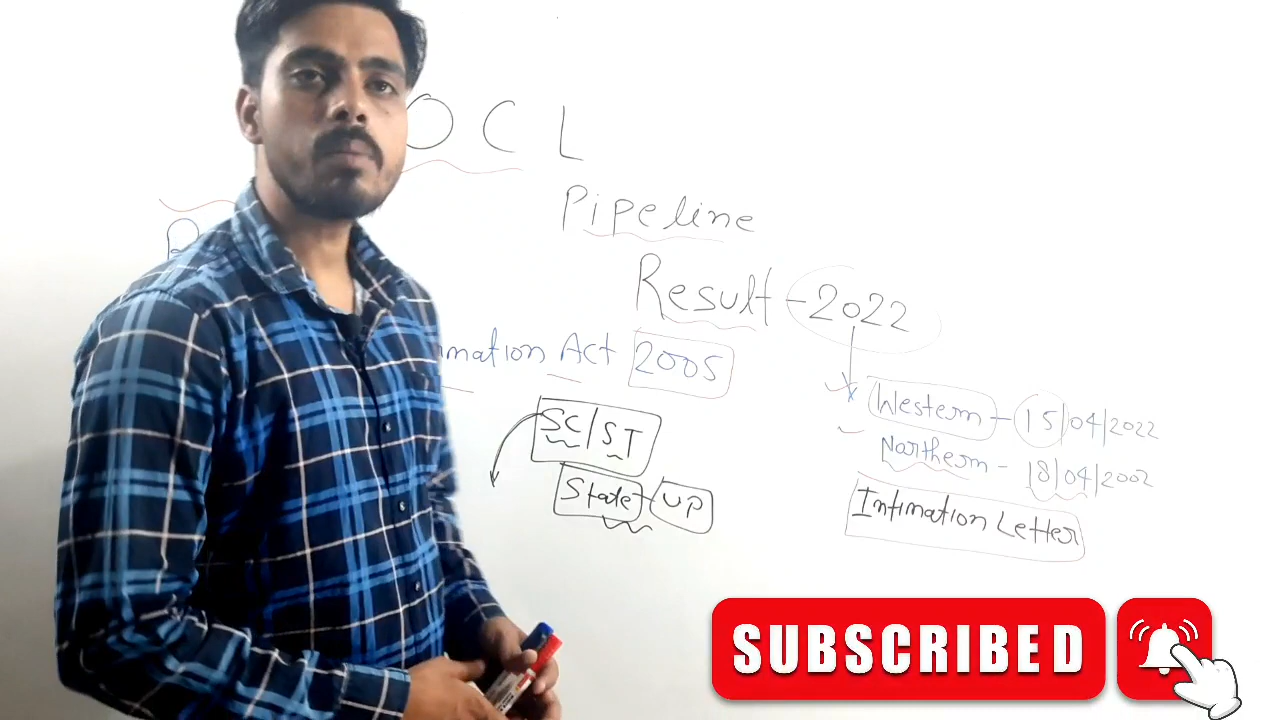 OCL
Pipeline
Result - 2022
Act 2005
Western - 15/04/2022
Northern - 18/04/2002
SC/ST
State - UP
Intimation Letter
SUBSCRIBED